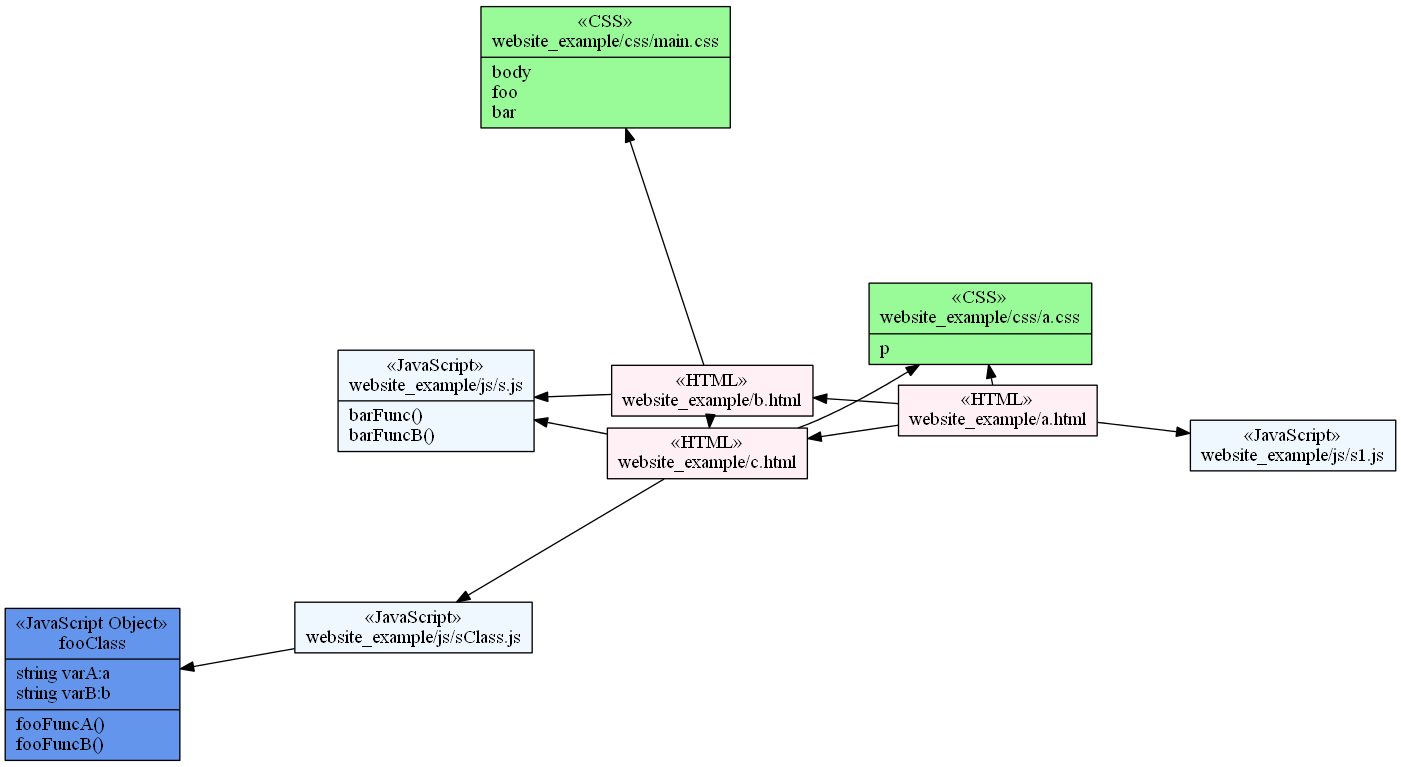 «CSS»
website_example/css/main.css
body
foo
bar
«CSS»
website_example/css/a.css
p
«JavaScript»
website_example/js/s.js
barFunc()
barFuncB()
«HTML»
website_example/b.html
«HTML»
website_example/a.html
«HTML»
website_example/c.html
«JavaScript»
website_example/js/s1.js
«JavaScript»
website_example/js/sClass.js
«JavaScript Object»
fooClass
string varA:a
string varB:b
fooFuncA()
fooFuncB()